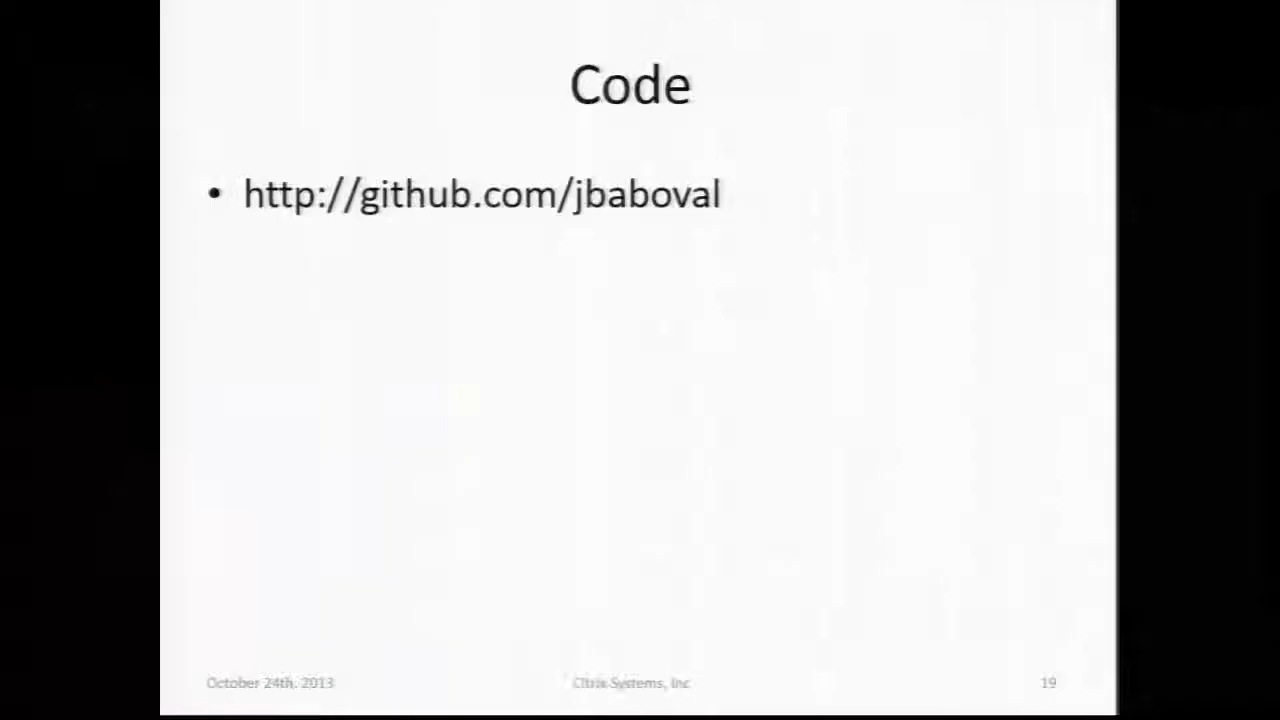 Code
• http://github.com/jbaboval
October 24th, 2013
Citrix Systems, Inc
19